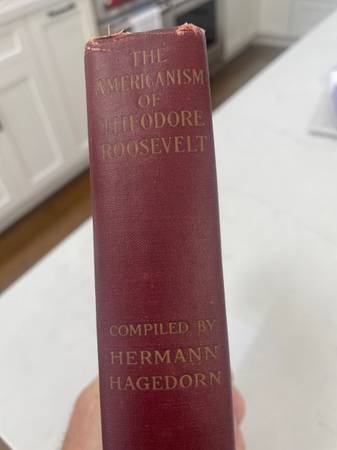 THE
AMERICANISM
OF
THEODORE
ROOSEVELT
COMPILED BY
HERMANN
HAGEDORN